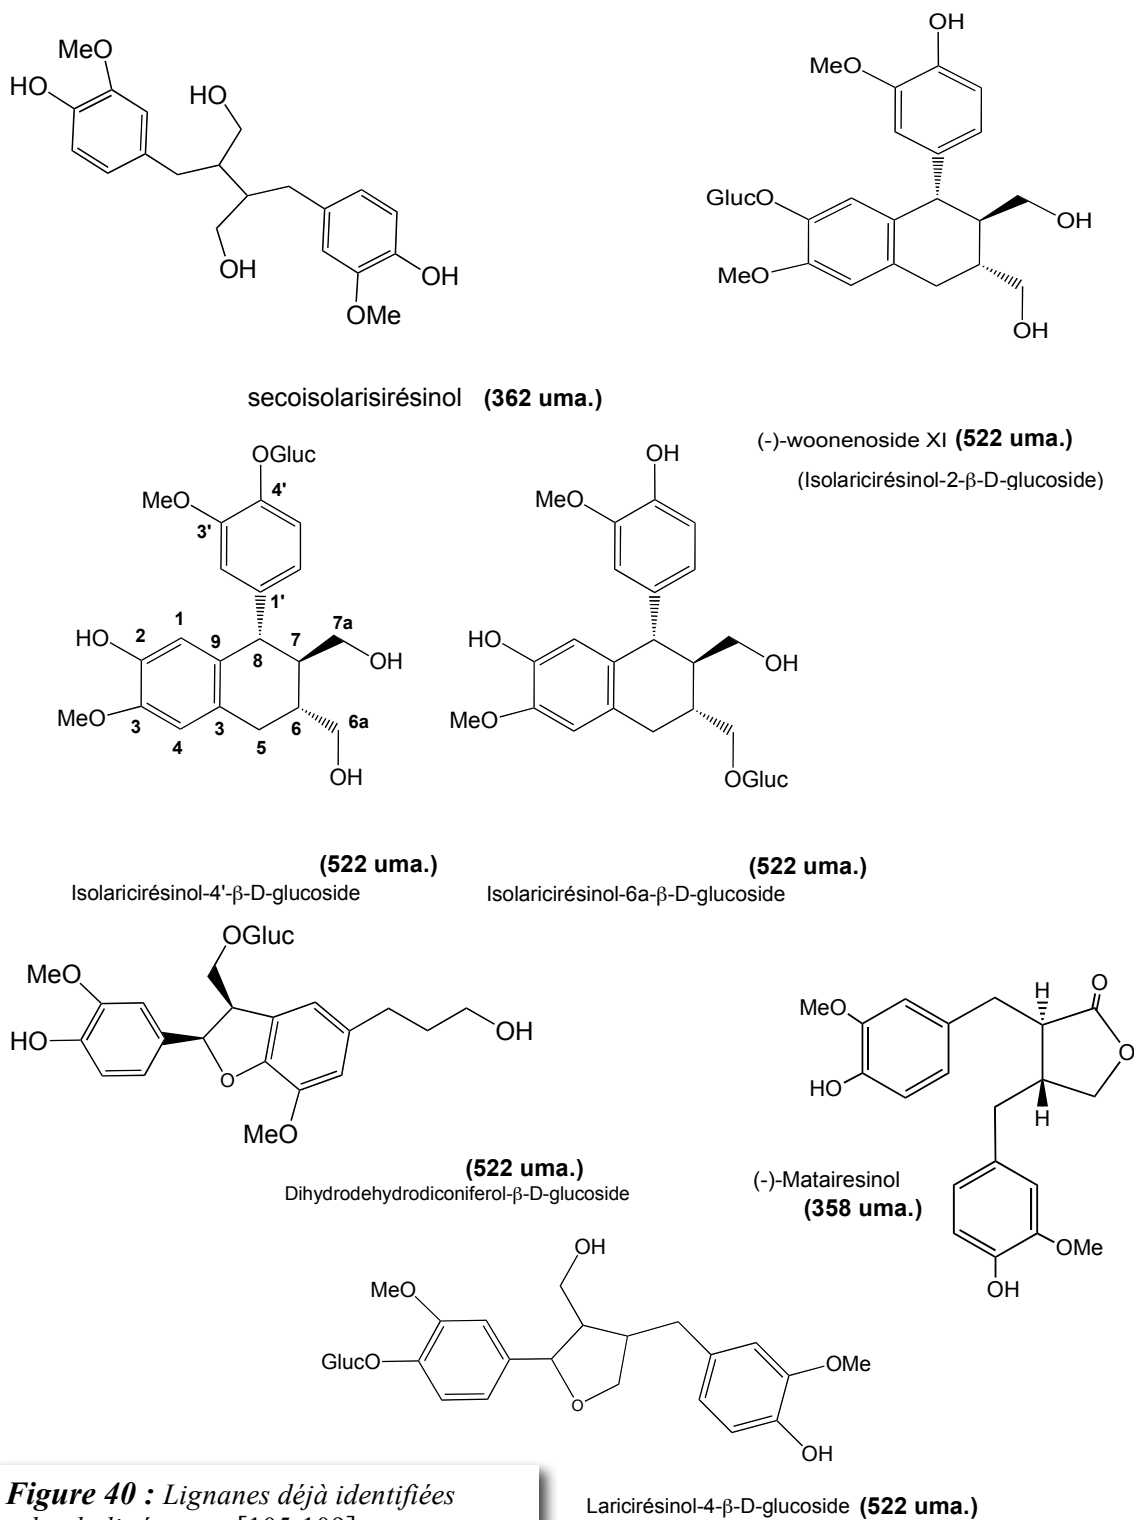 MeO
HO
HO
OH
OH
OMe
secoisolarisirésinol (362 uma.)
OH
MeO
GlucO
OH
MeO
OH
(-)-woonenoside XI (522 uma.)
(Isolaricirésinol-2-β-D-glucoside)
OGluc
MeO
4'
3'
1'
HO
2
1
9
8
7
7a
OH
MeO
3
4
3
5
6
6a
OH
(522 uma.)
Isolaricirésinol-4'-β-D-glucoside
OH
MeO
HO
OH
MeO
OGluc
(522 uma.)
Isolaricirésinol-6a-β-D-glucoside
OGluc
MeO
HO
O
OH
MeO
(522 uma.)
Dihydrodehydrodiconiferol-β-D-glucoside
MeO
HO
H
O
O
H
OMe
OH
(-)-Matairesinol
(358 uma.)
OH
MeO
GlucO
O
OMe
OH
Laricirésinol-4-β-D-glucoside (522 uma.)
Figure 40 : Lignanes déjà identifiées